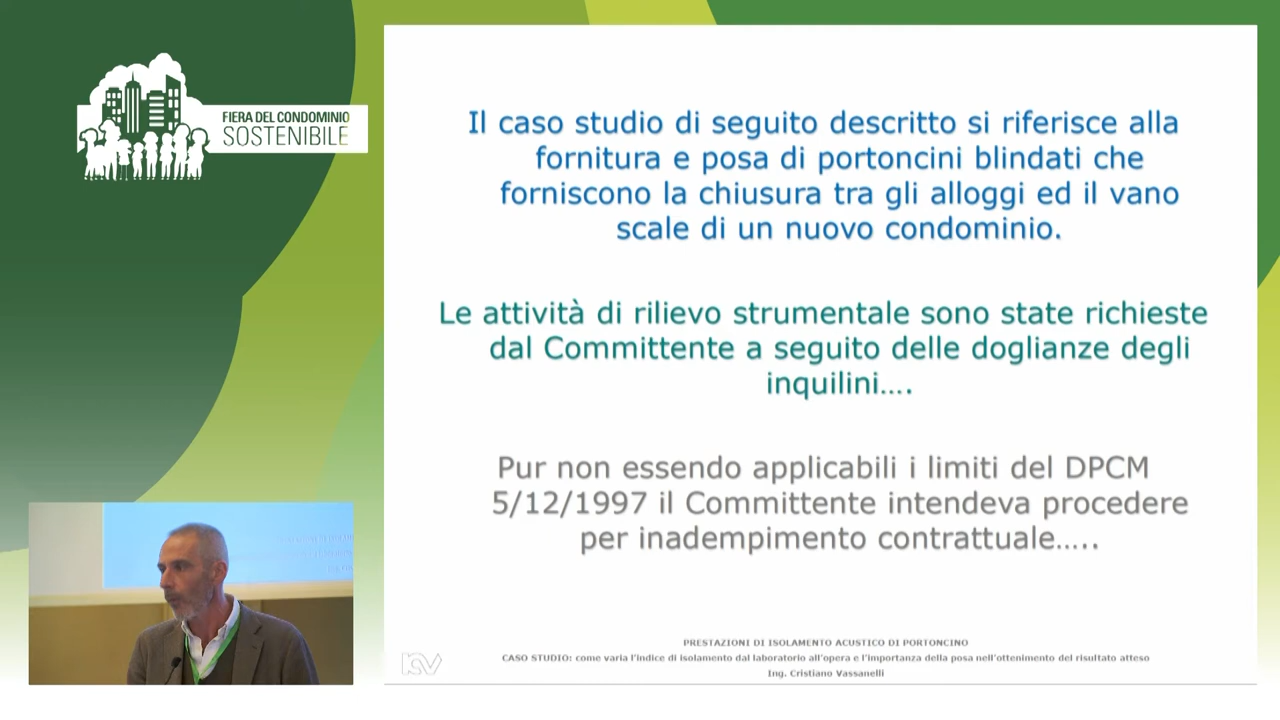 FIERA DEL CONDOMINIO
SOSTENIBILE
Il caso studio di seguito descritto si riferisce alla
fornitura e posa di portoncini blindati che
forniscono la chiusura tra gli alloggi ed il vano
scale di un nuovo condominio.
Le attività di rilievo strumentale sono state richieste
dal Committente a seguito delle doglianze degli
inquilini….
Pur non essendo applicabili i limiti del DPCM
5/12/1997 il Committente intendeva procedere
per inadempimento contrattuale…..
PRESTAZIONI DI ISOLAMENTO ACUSTICO DI PORTONCINO
CASO STUDIO: come varia l'indice di isolamento dal laboratorio all'opera e l'importanza della posa nell'ottenimento del risultato atteso
Ing. Cristiano Vassanelli